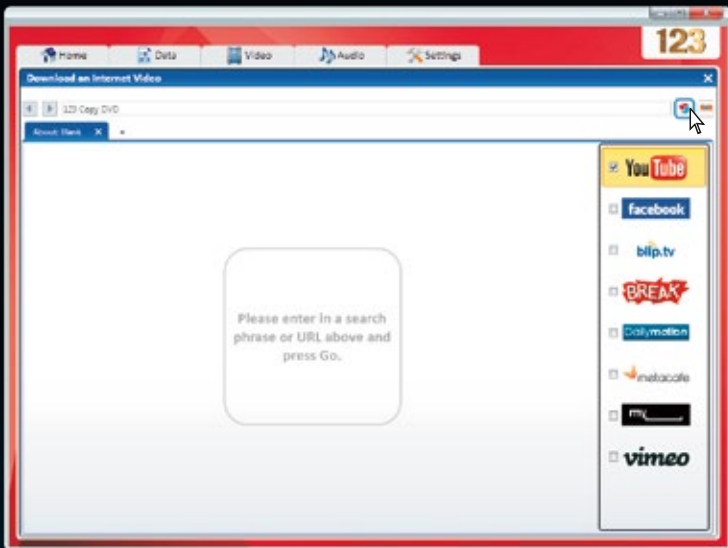 123
Home
Data
Video
Audio
Settings
Download an Internet Video
123 Copy DVD
About: Blank
Please enter in a search
phrase or URL above and
press Go.
YouTube
facebook
blip.tv
BREAK
Dailymotion
metacafe
my___
vimeo